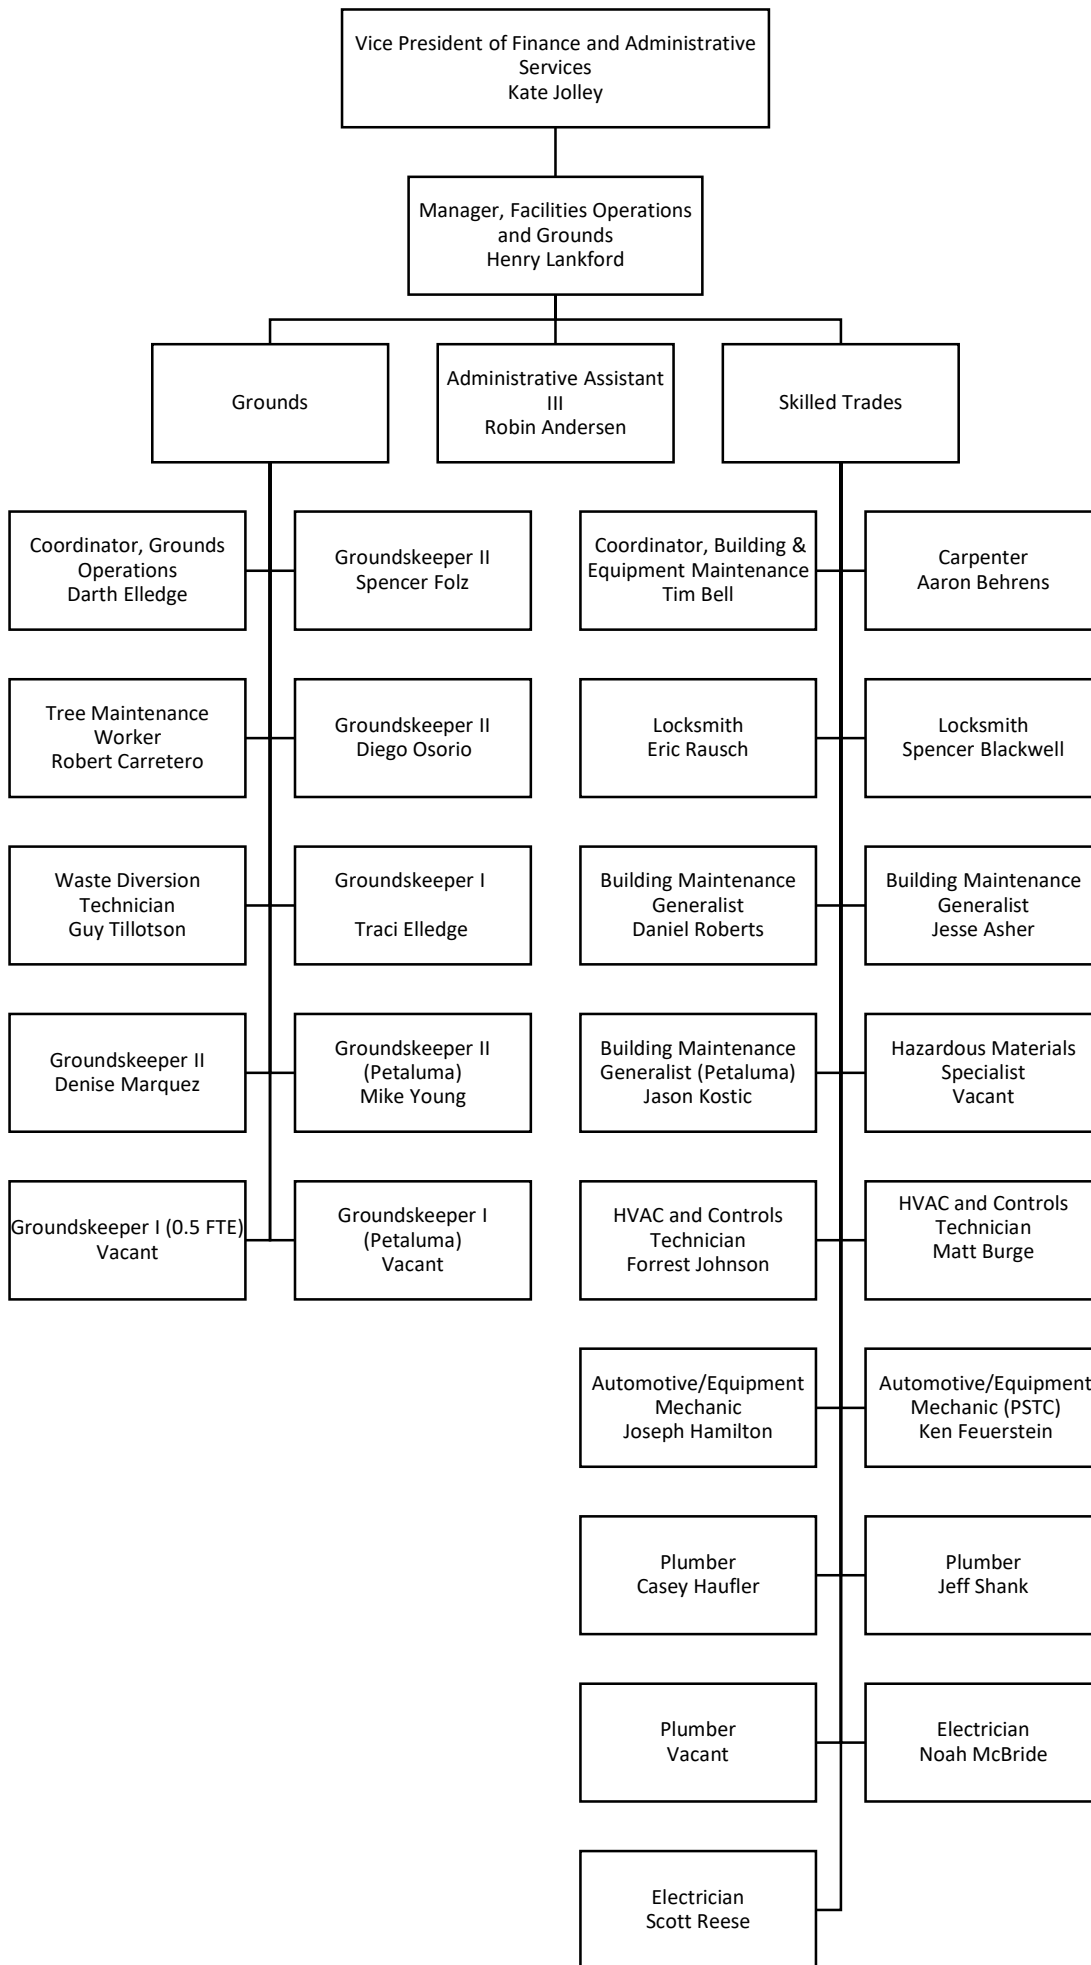 Vice President of Finance and Administrative
Services
Kate Jolley
Manager, Facilities Operations
and Grounds
Henry Lankford
Grounds
Administrative Assistant
III
Robin Andersen
Skilled Trades
Coordinator, Grounds
Operations
Darth Elledge
Groundskeeper II
Spencer Folz
Tree Maintenance
Worker
Robert Carretero
Groundskeeper II
Diego Osorio
Waste Diversion
Technician
Guy Tillotson
Groundskeeper I
Traci Elledge
Groundskeeper II
Denise Marquez
Groundskeeper II
(Petaluma)
Mike Young
Groundskeeper I (0.5 FTE)
Vacant
Groundskeeper I
(Petaluma)
Vacant
Coordinator, Building &
Equipment Maintenance
Tim Bell
Carpenter
Aaron Behrens
Locksmith
Eric Rausch
Locksmith
Spencer Blackwell
Building Maintenance
Generalist
Daniel Roberts
Building Maintenance
Generalist
Jesse Asher
Building Maintenance
Generalist (Petaluma)
Jason Kostic
Hazardous Materials
Specialist
Vacant
HVAC and Controls
Technician
Forrest Johnson
HVAC and Controls
Technician
Matt Burge
Automotive/Equipment
Mechanic
Joseph Hamilton
Automotive/Equipment
Mechanic (PSTC)
Ken Feuerstein
Plumber
Casey Haufler
Plumber
Jeff Shank
Plumber
Vacant
Electrician
Noah McBride
Electrician
Scott Reese